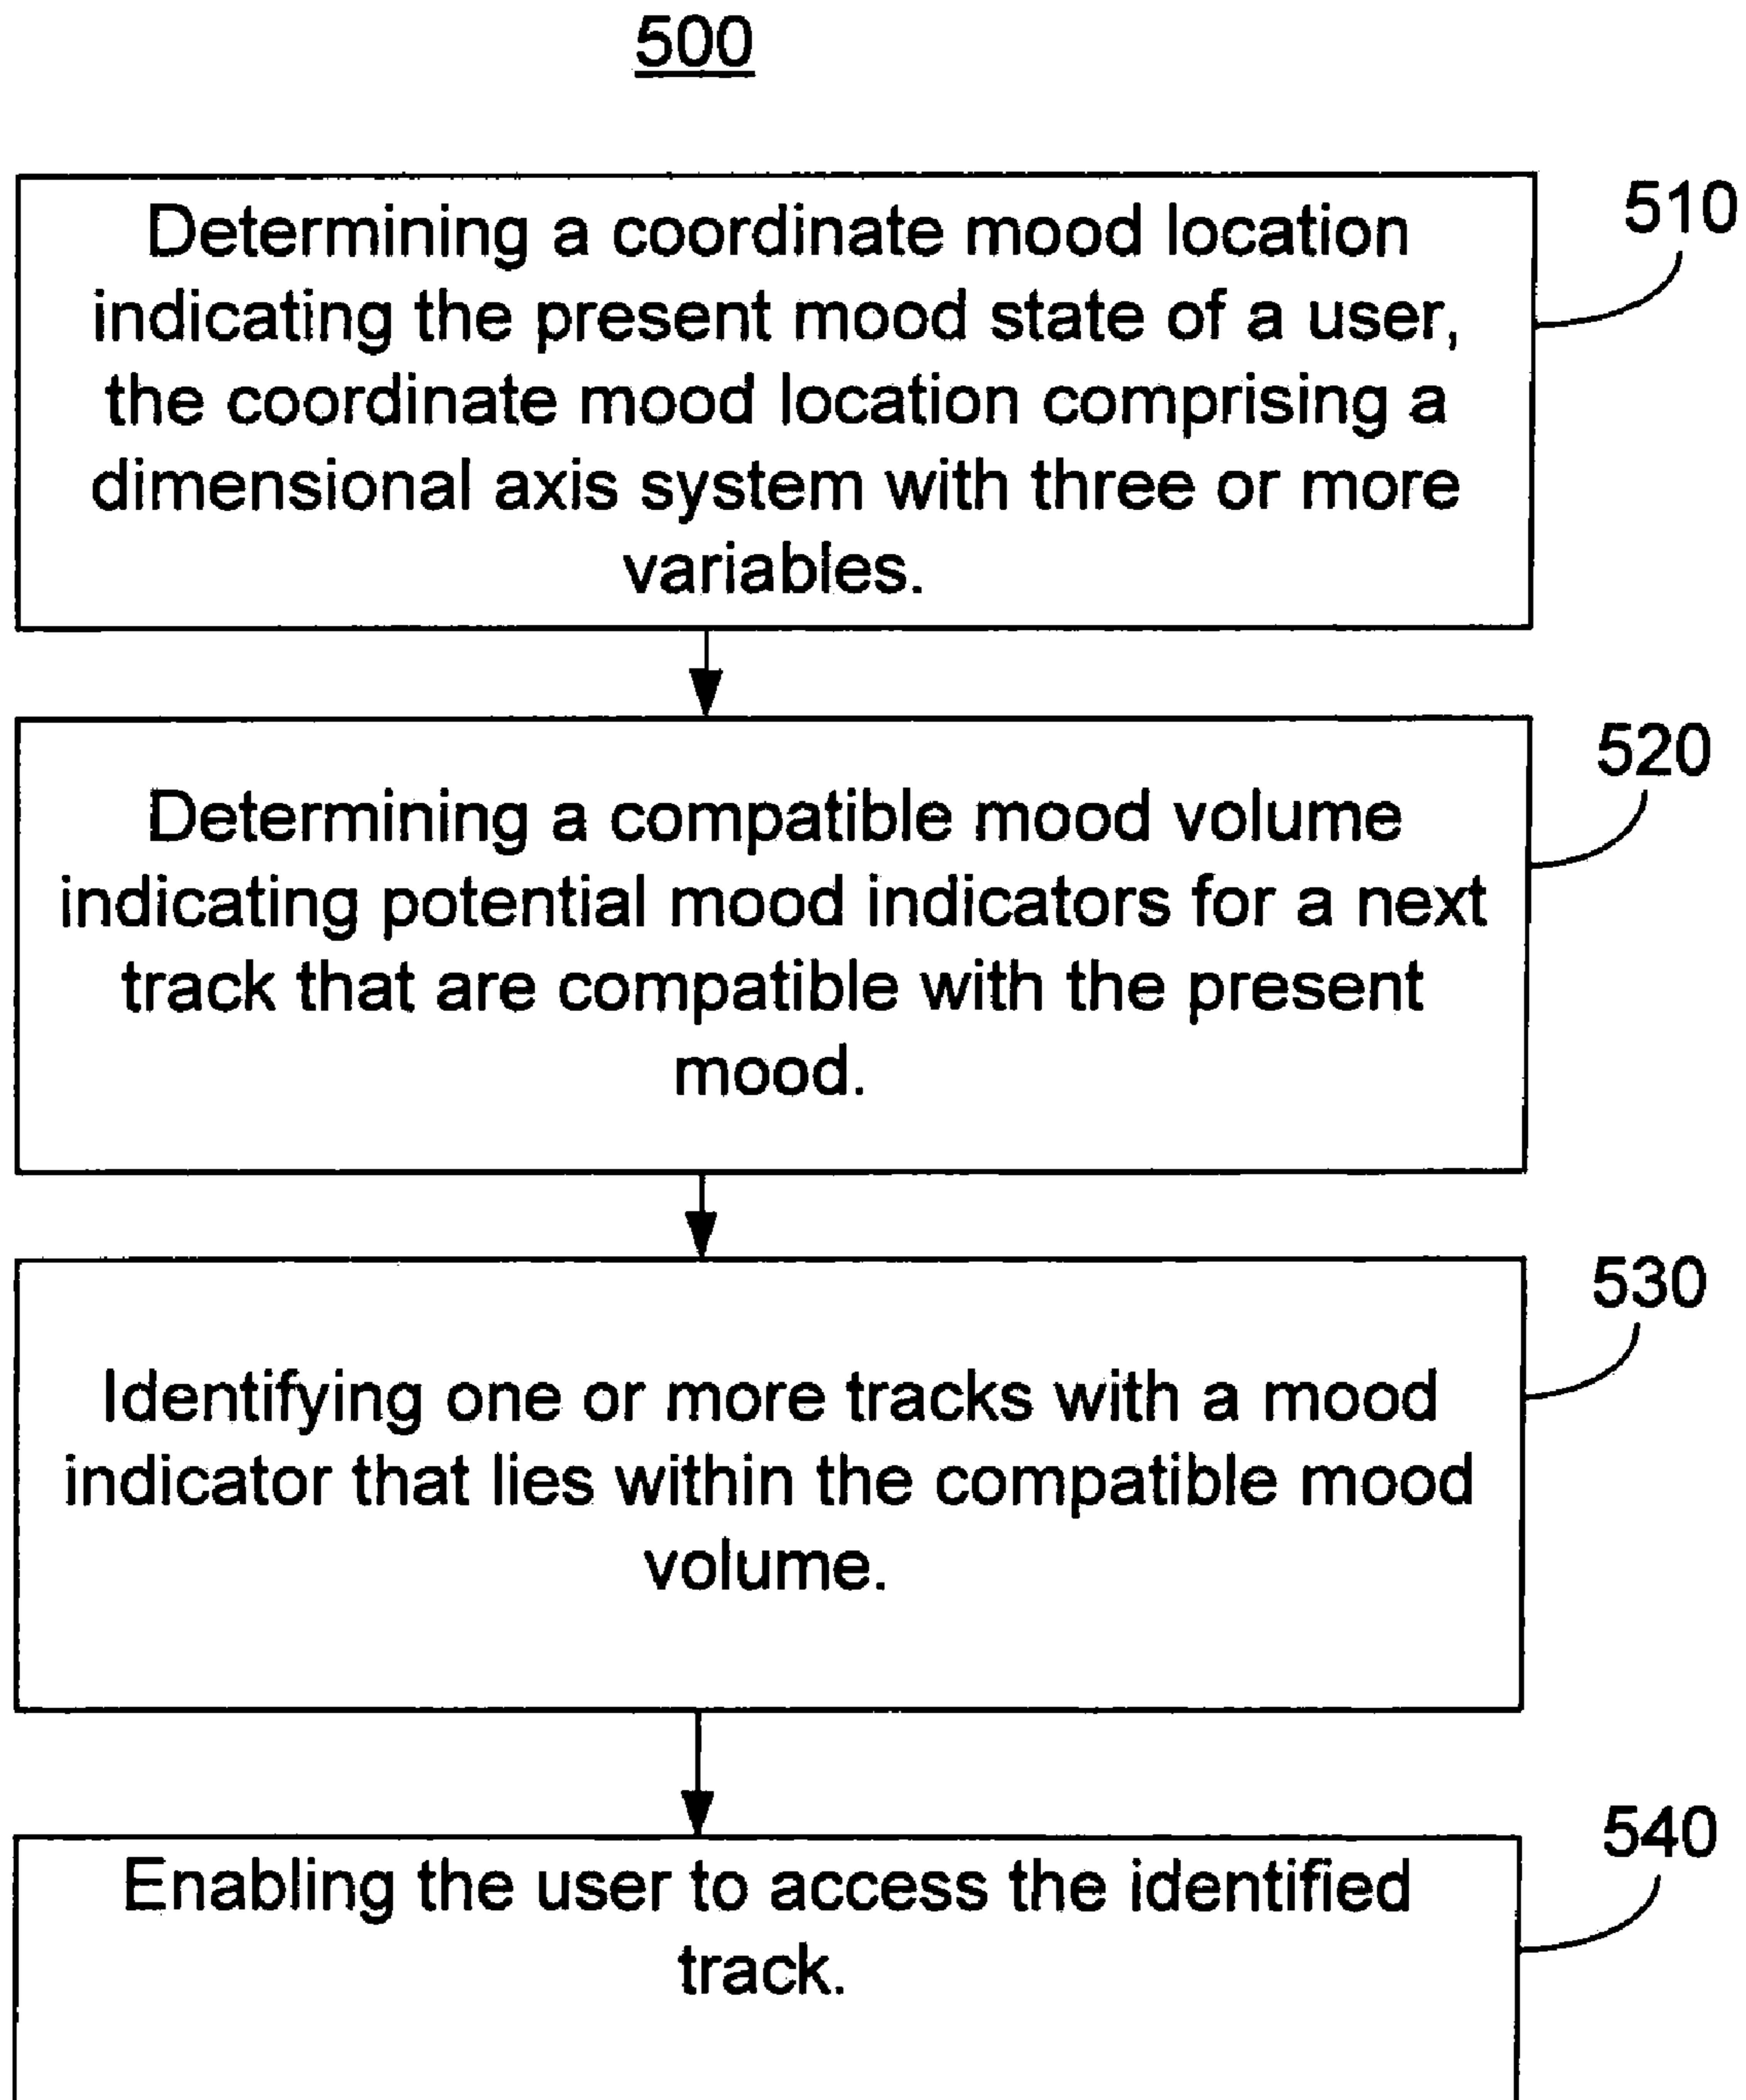 500
510
Determining a coordinate mood location
indicating the present mood state of a user,
the coordinate mood location comprising a
dimensional axis system with three or more
variables.
520
Determining a compatible mood volume
indicating potential mood indicators for a next
track that are compatible with the present
mood.
530
Identifying one or more tracks with a mood
indicator that lies within the compatible mood
volume.
540
Enabling the user to access the identified
track.